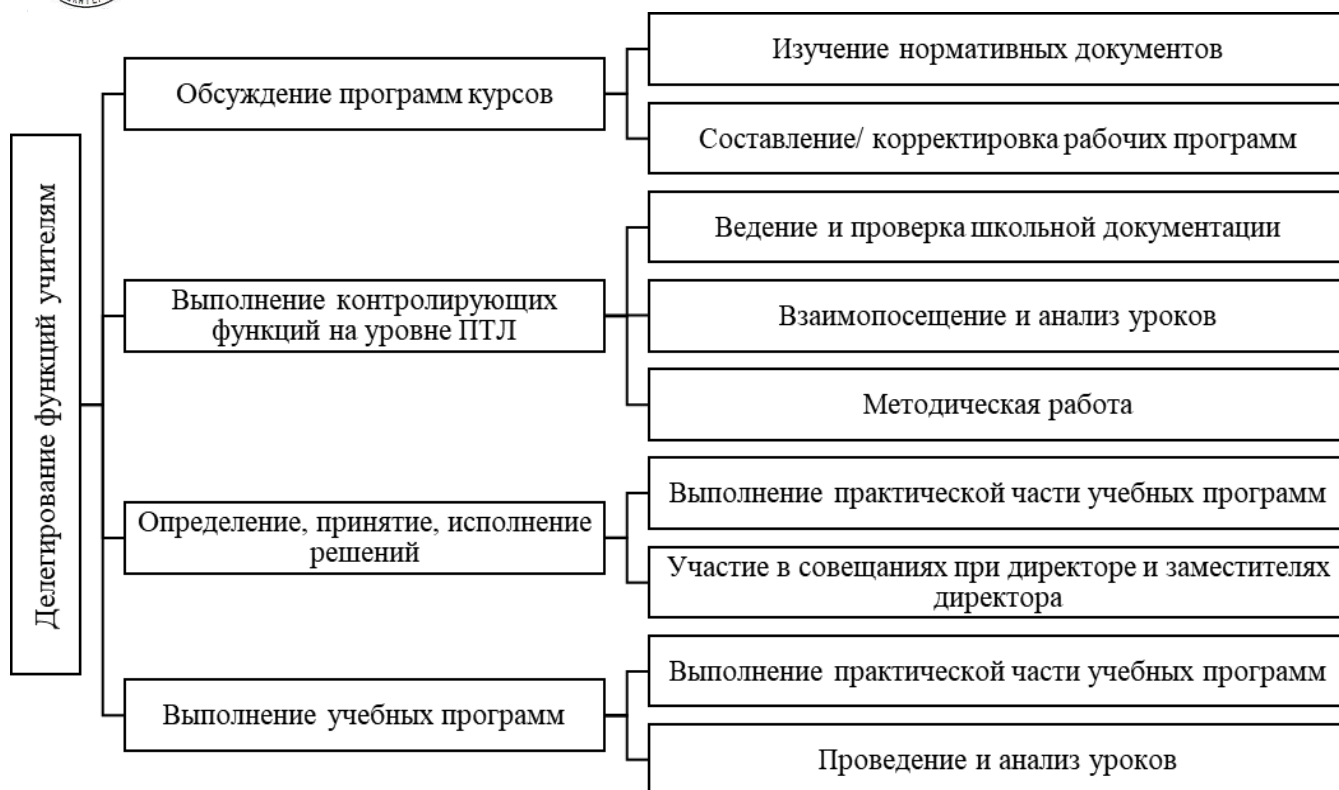 Делегирование функций учителям
Обсуждение программ курсов
Изучение нормативных документов
Составление/ корректировка рабочих программ
Выполнение контролирующих
функций на уровне ПТЛ
Ведение и проверка школьной документации
Взаимопосещение и анализ уроков
Методическая работа
Определение, принятие, исполнение
решений
Выполнение практической части учебных программ
Участие в совещаниях при директоре и заместителях
директора
Выполнение учебных программ
Выполнение практической части учебных программ
Проведение и анализ уроков